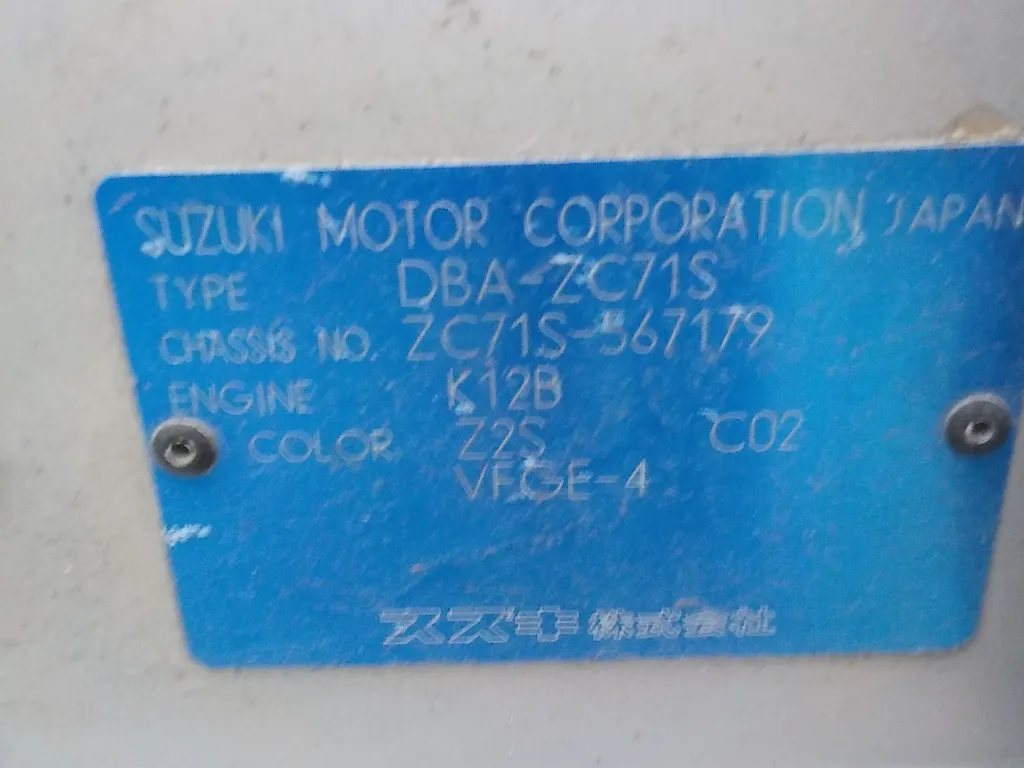 SUZUKI MOTOR CORPORATION JAPAN
TYPE DBA-ZC71S
CHASSIS NO. ZC71S-567179
ENGINE K12B
COLOR Z2S C02
VFGE-4
スズキ株式会社